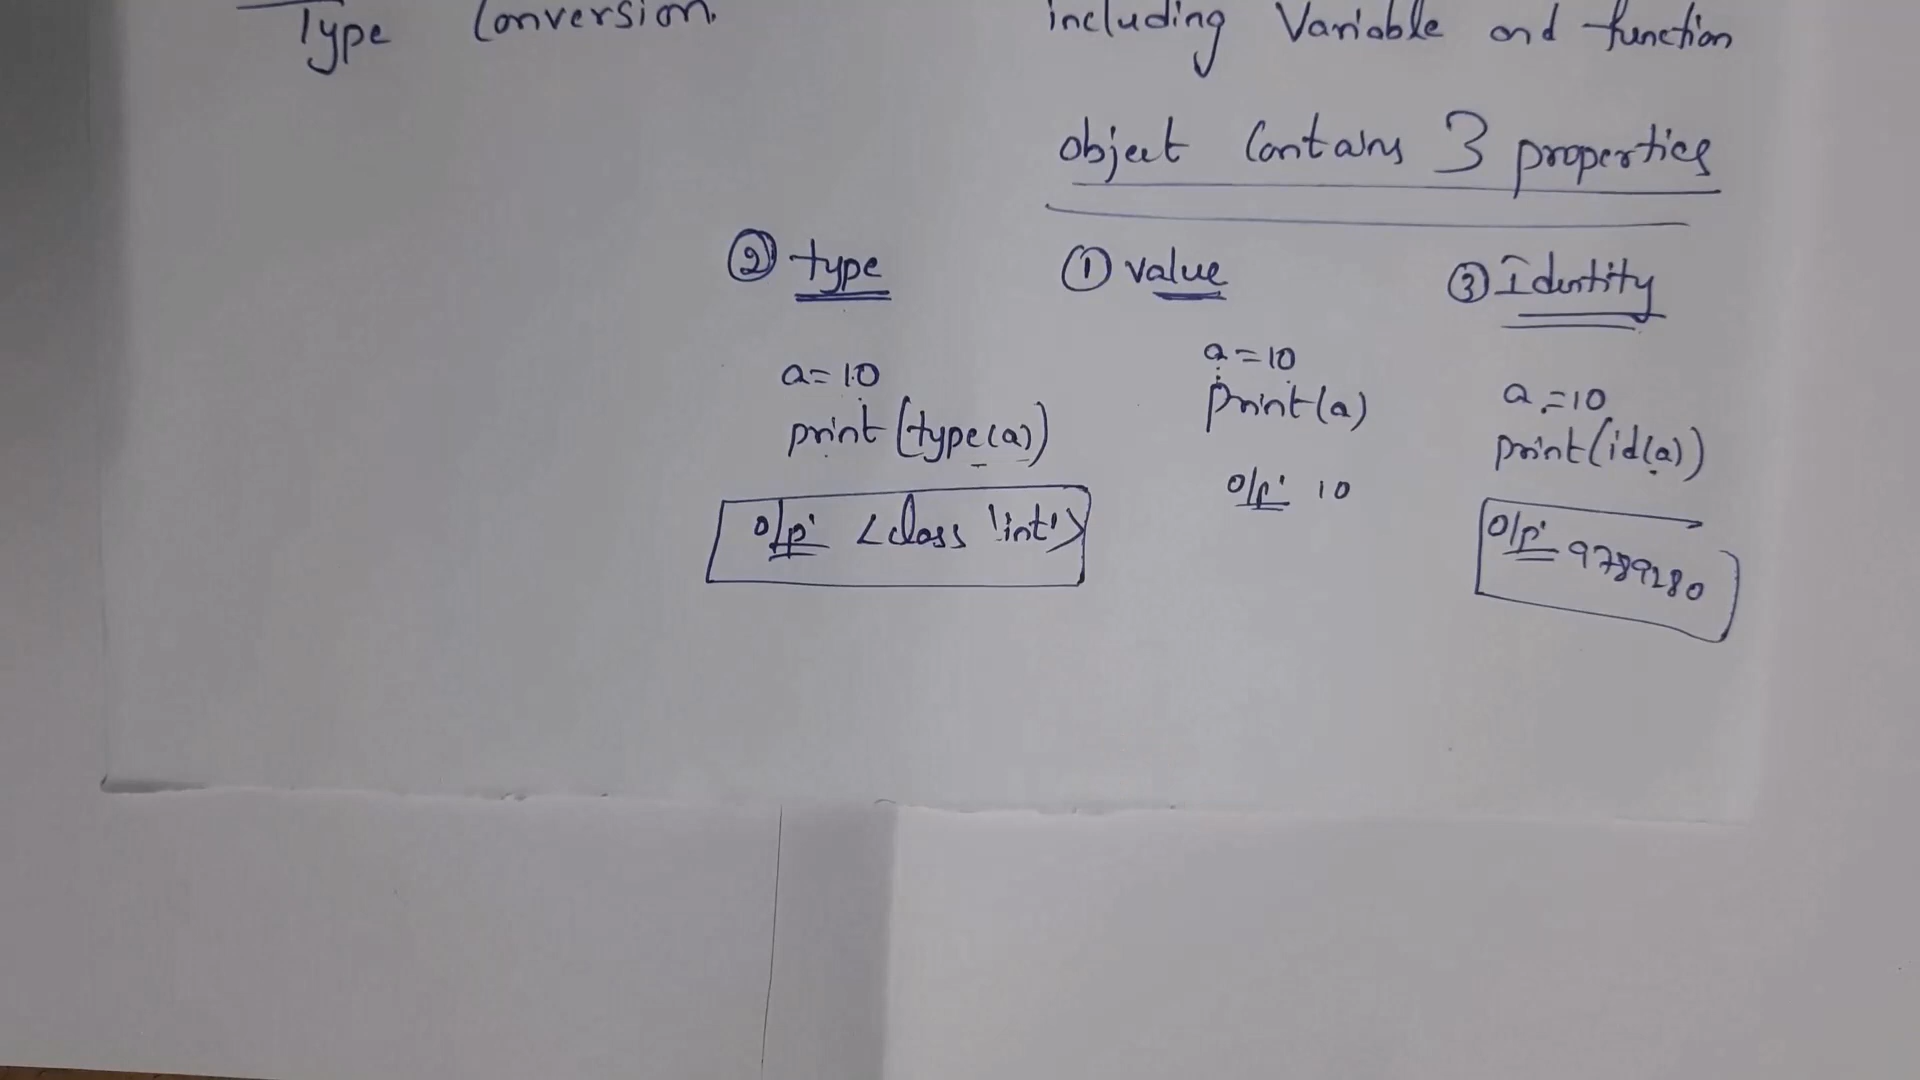 Type Conversion.
including Variable and function
object Contains 3 properties
② type
a=10
print(type(a))
o/p: <class 'int'>
① value
a=10
print(a)
o/p: 10
③ Identity
a=10
print(id(a))
o/p: 9789280